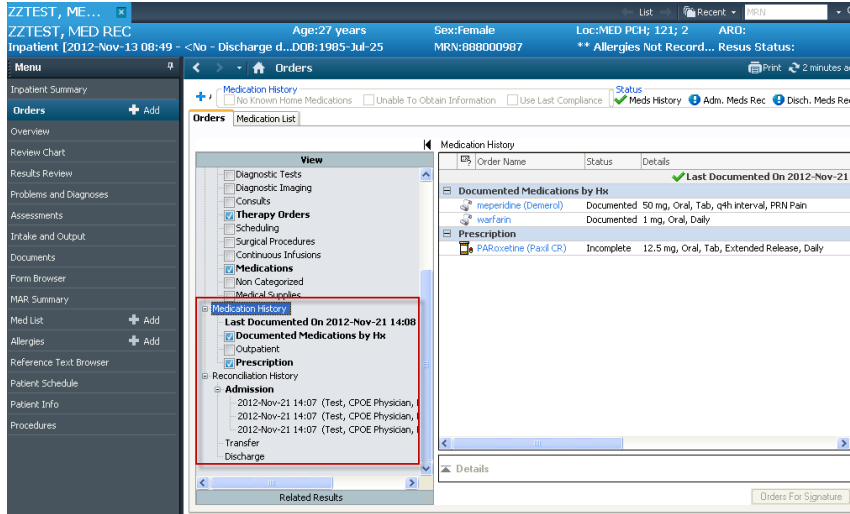 ZZTEST, ME...
List Recent MRN
ZZTEST, MED REC Age:27 years Sex:Female Loc:MED PCH; 121; 2 ARO:
Inpatient [2012-Nov-13 08:49 - <No - Discharge d...DOB:1985-Jul-25 MRN:888000987 ** Allergies Not Record... Resus Status:
Menu
Orders
Print 2 minutes a
Inpatient Summary
Orders Add
Overview
Review Chart
Results Review
Problems and Diagnoses
Assessments
Intake and Output
Documents
Form Browser
MAR Summary
Med List Add
Allergies Add
Reference Text Browser
Patient Schedule
Patient Info
Procedures
Medication History
No Known Home Medications Unable To Obtain Information Use Last Compliance
Status
Meds History Adm. Meds Rec Disch. Meds Re
Orders Medication List
View
Diagnostic Tests
Diagnostic Imaging
Consults
Therapy Orders
Scheduling
Surgical Procedures
Continuous Infusions
Medications
Non Categorized
Medical Supplies
Medication History
Last Documented On 2012-Nov-21 14:08
Documented Medications by Hx
Outpatient
Prescription
Reconciliation History
Admission
2012-Nov-21 14:07 (Test, CPOE Physician,
2012-Nov-21 14:07 (Test, CPOE Physician,
2012-Nov-21 14:07 (Test, CPOE Physician,
Transfer
Discharge
Related Results
Medication History
Order Name Status Details
Last Documented On 2012-Nov-21
Documented Medications by Hx
meperidine (Demerol) Documented 50 mg, Oral, Tab, q4h interval, PRN Pain
warfarin Documented 1 mg, Oral, Daily
Prescription
PARoxetine (Paxil CR) Incomplete 12.5 mg, Oral, Tab, Extended Release, Daily
Details
Orders For Signature